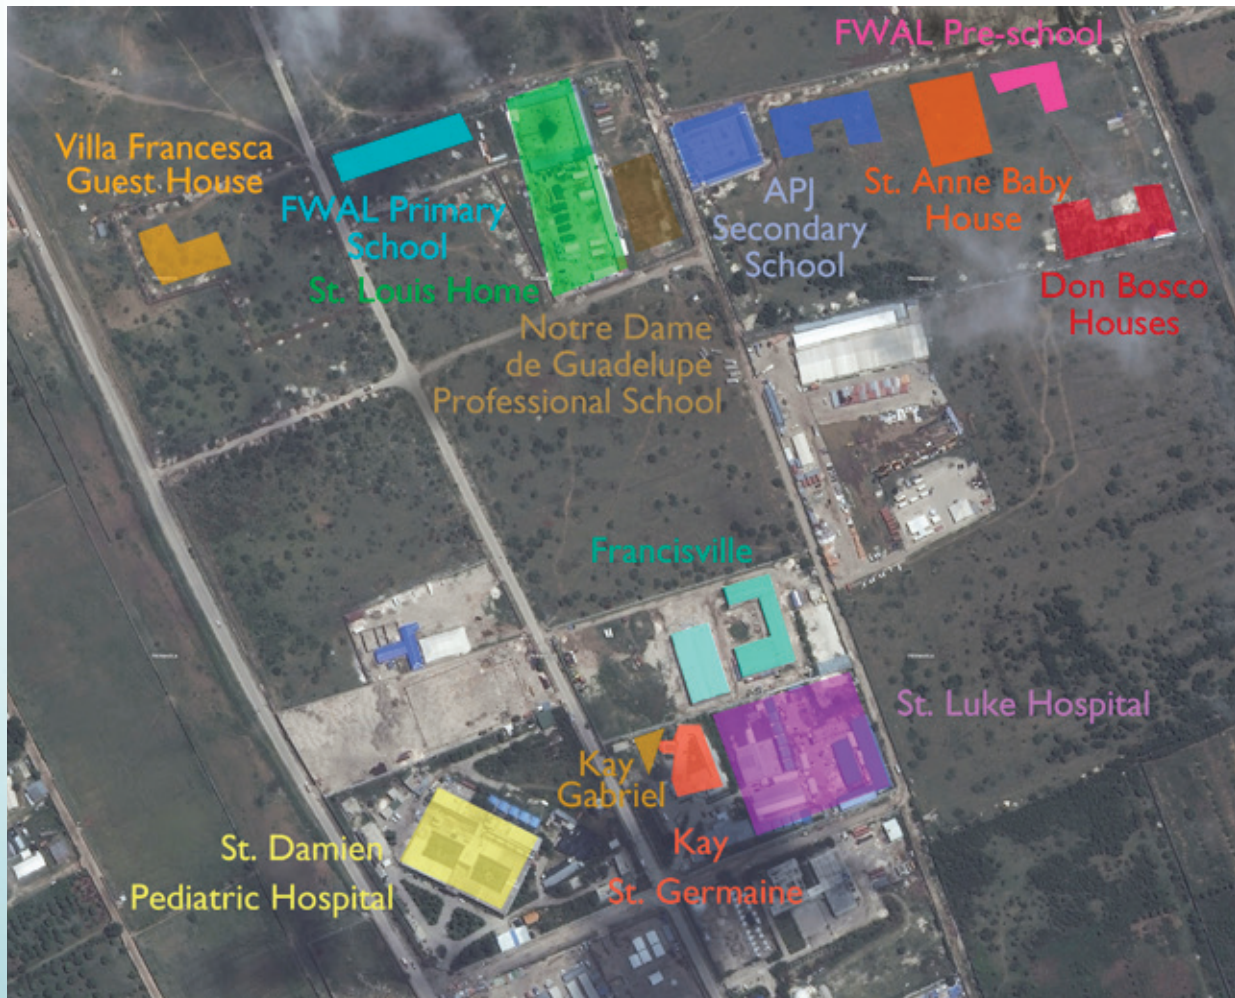 FWAL Pre-school
Villa Francesca
Guest House
FWAL Primary
School
St. Louis Home
Notre Dame
de Guadelupe
Professional School
APJ
Secondary
School
St. Anne Baby
House
Don Bosco
Houses
Francisville
St. Luke Hospital
Kay
Gabriel
Kay
St. Germaine
St. Damien
Pediatric Hospital